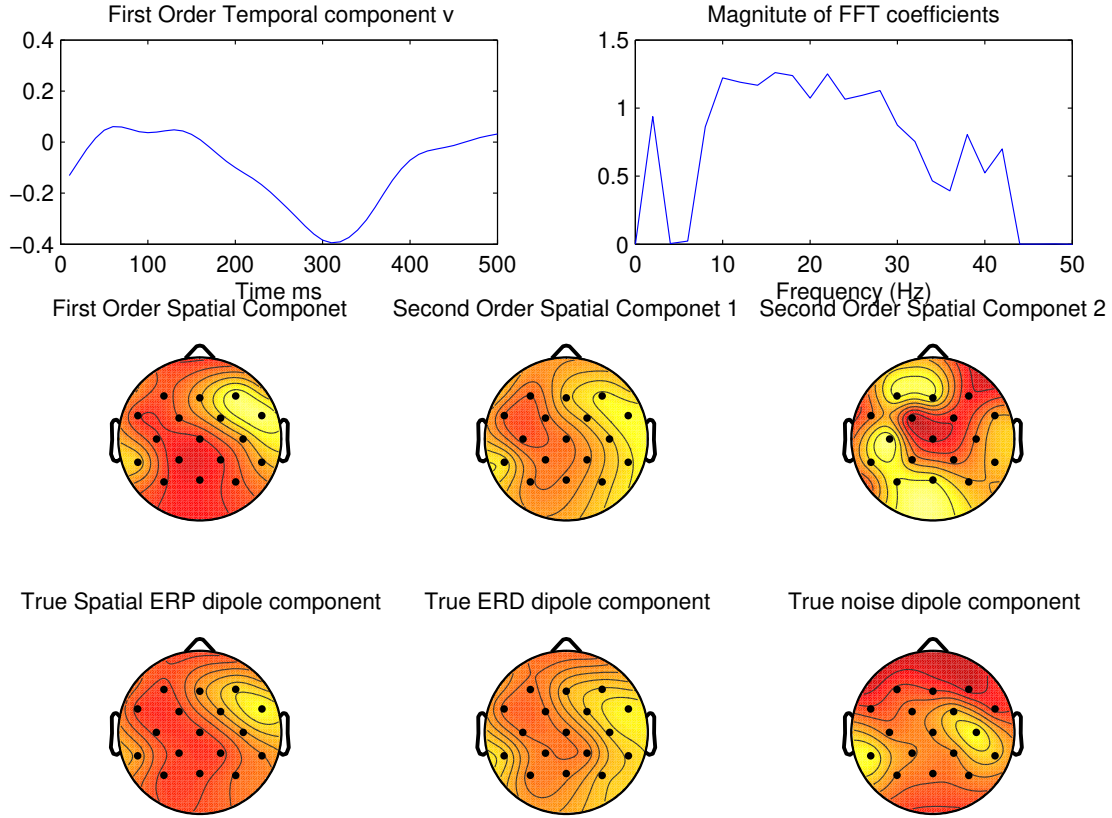 First Order Temporal component v
0.4
0.2
0
−0.2
−0.4
0 100 200 300 400 500
Time ms
Magnitute of FFT coefficients
1.5
1
0.5
0
0 10 20 30 40 50
Frequency (Hz)
First Order Spatial Componet
Second Order Spatial Componet 1
Second Order Spatial Componet 2
True Spatial ERP dipole component
True ERD dipole component
True noise dipole component